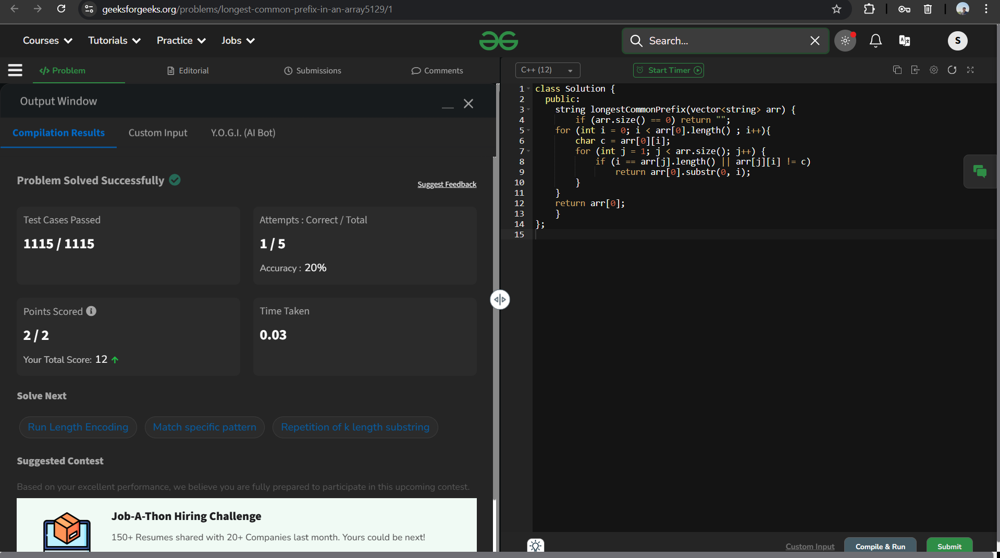 geeksforgeeks.org/problems/longest-common-prefix-in-an-array5129/1
Courses Tutorials Practice Jobs
Search...
S
</> Problem Editorial Submissions Comments
C++ (12) Start Timer
Output Window
Compilation Results Custom Input Y.O.G.I. (AI Bot)
Problem Solved Successfully
Suggest Feedback
Test Cases Passed
1115 / 1115
Attempts : Correct / Total
1 / 5
Accuracy : 20%
Points Scored
2 / 2
Your Total Score: 12
Time Taken
0.03
Solve Next
Run Length Encoding Match specific pattern Repetition of k length substring
Suggested Contest
Based on your excellent performance, we believe you are fully prepared to participate in this upcoming contest.
Job-A-Thon Hiring Challenge
150+ Resumes shared with 20+ Companies last month. Yours could be next!
1 class Solution {
2   public:
3     string longestCommonPrefix(vector<string> arr) {
4         if (arr.size() == 0) return "";
5     for (int i = 0; i < arr[0].length() ; i++){
6         char c = arr[0][i];
7         for (int j = 1; j < arr.size(); j++) {
8             if (i == arr[j].length() || arr[j][i] != c)
9                 return arr[0].substr(0, i);
10         }
11     }
12     return arr[0];
13     }
14 };
15
Custom Input Compile & Run Submit